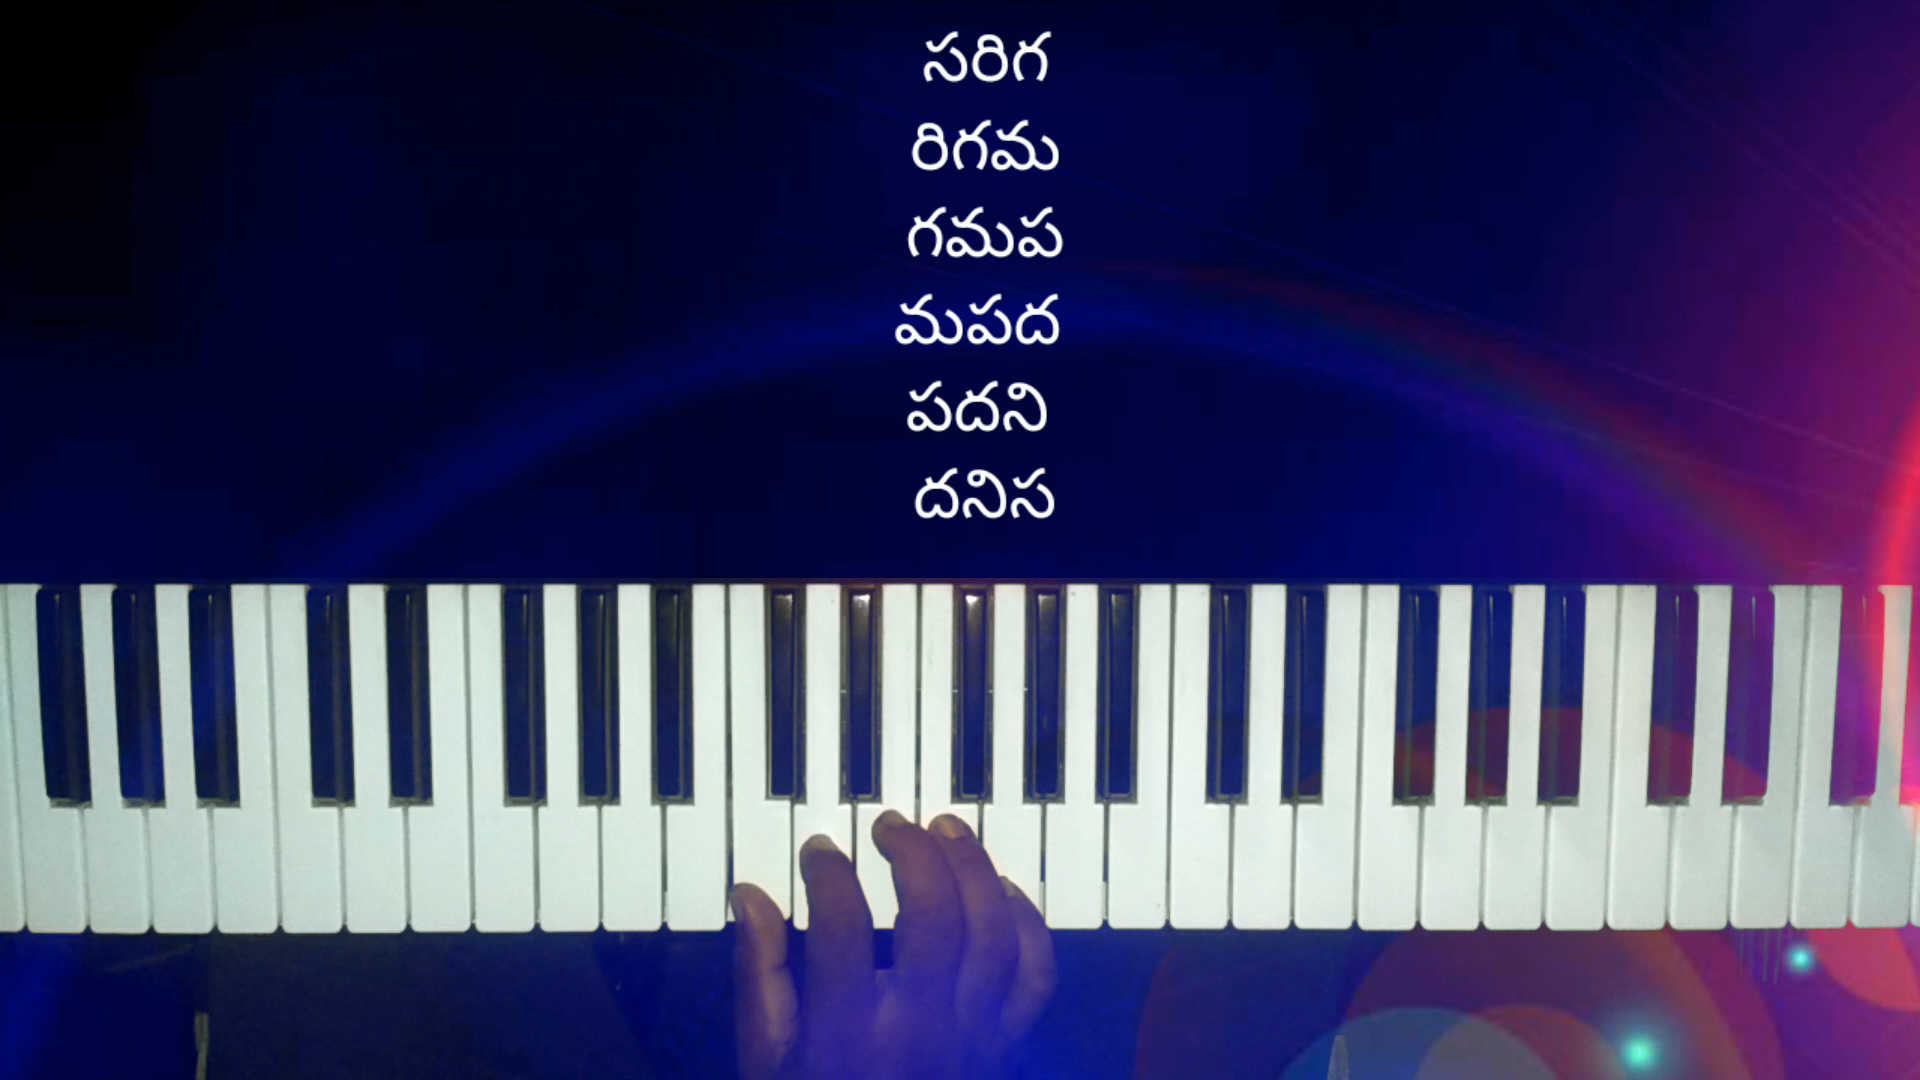 సరిగ
రిగమ
గమప
మపద
పదని
దనిస